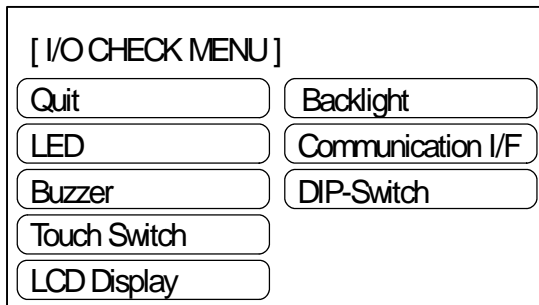 [ I/O CHECK MENU ]
Quit
Backlight
LED
Communication I/F
Buzzer
DIP-Switch
Touch Switch
LCD Display